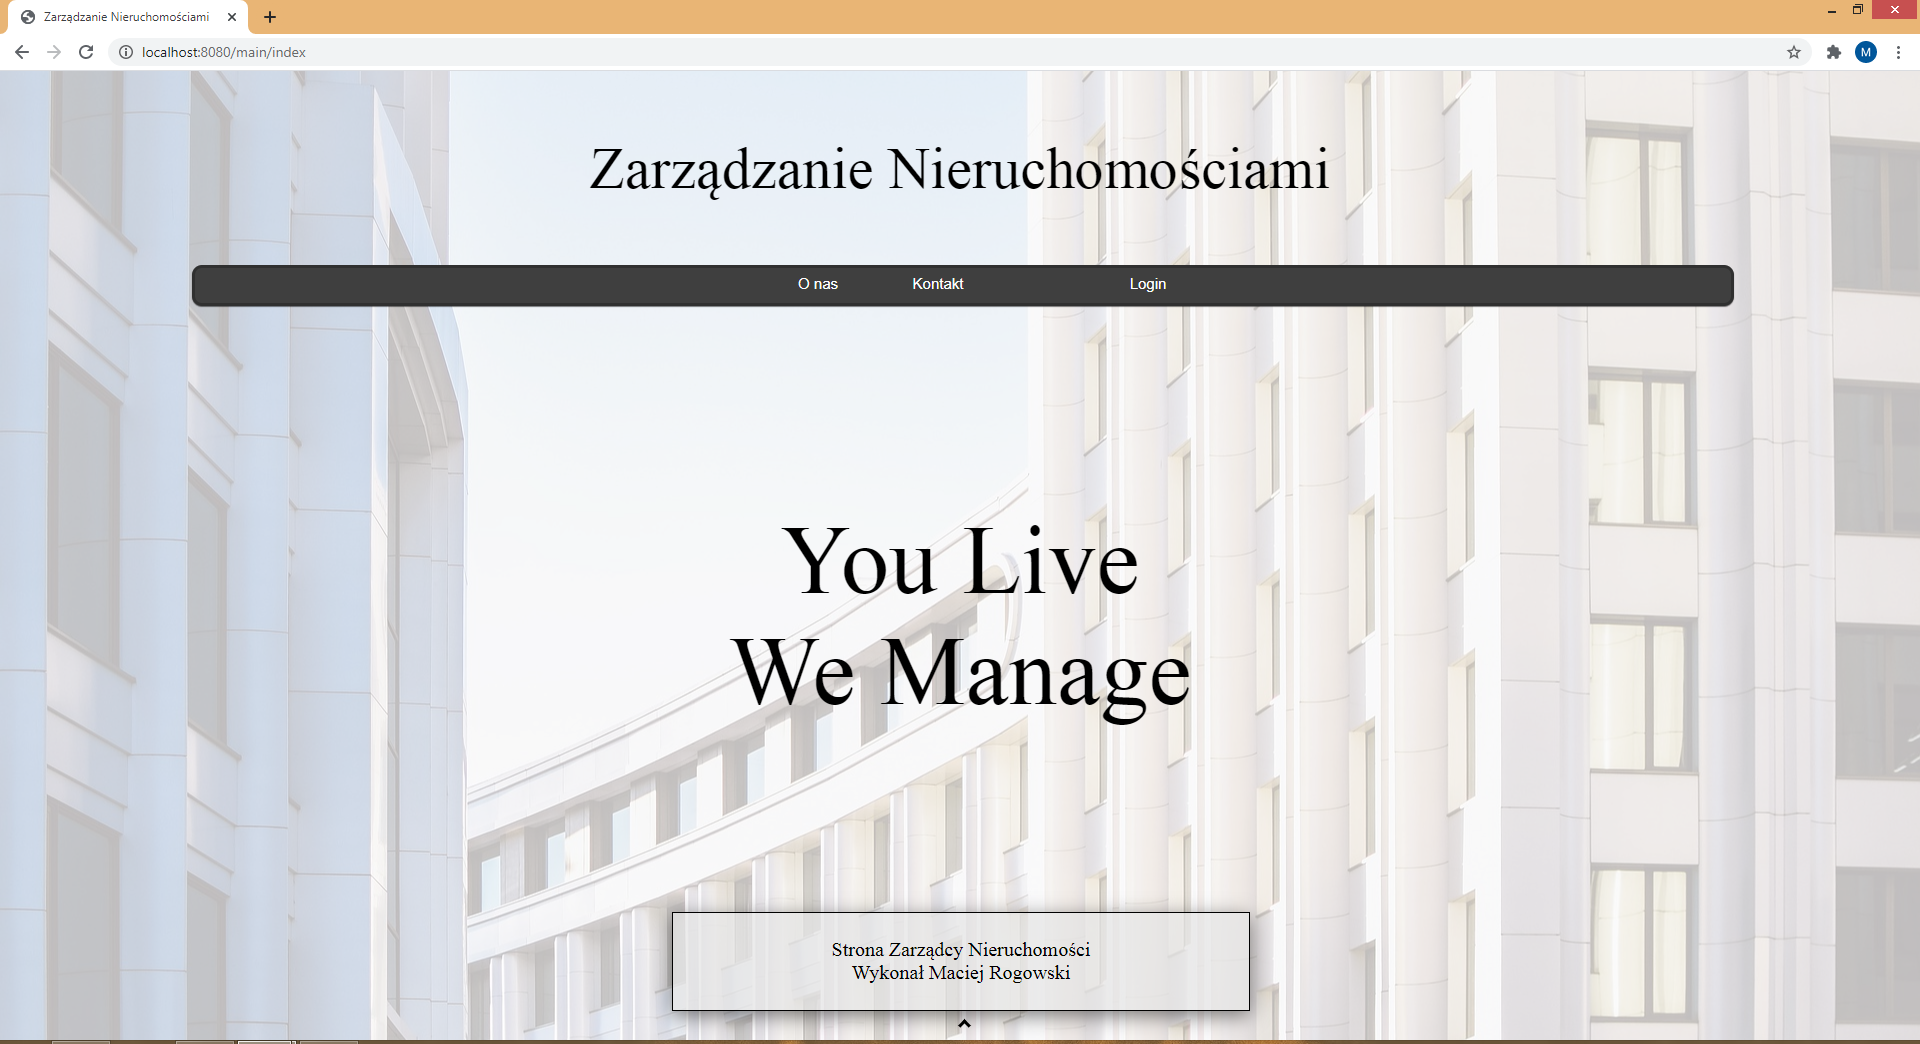 Zarządzanie Nieruchomościami
localhost:8080/main/index
M
Zarządzanie Nieruchomościami
O nas Kontakt Login
You Live
We Manage
Strona Zarządcy Nieruchomości
Wykonał Maciej Rogowski